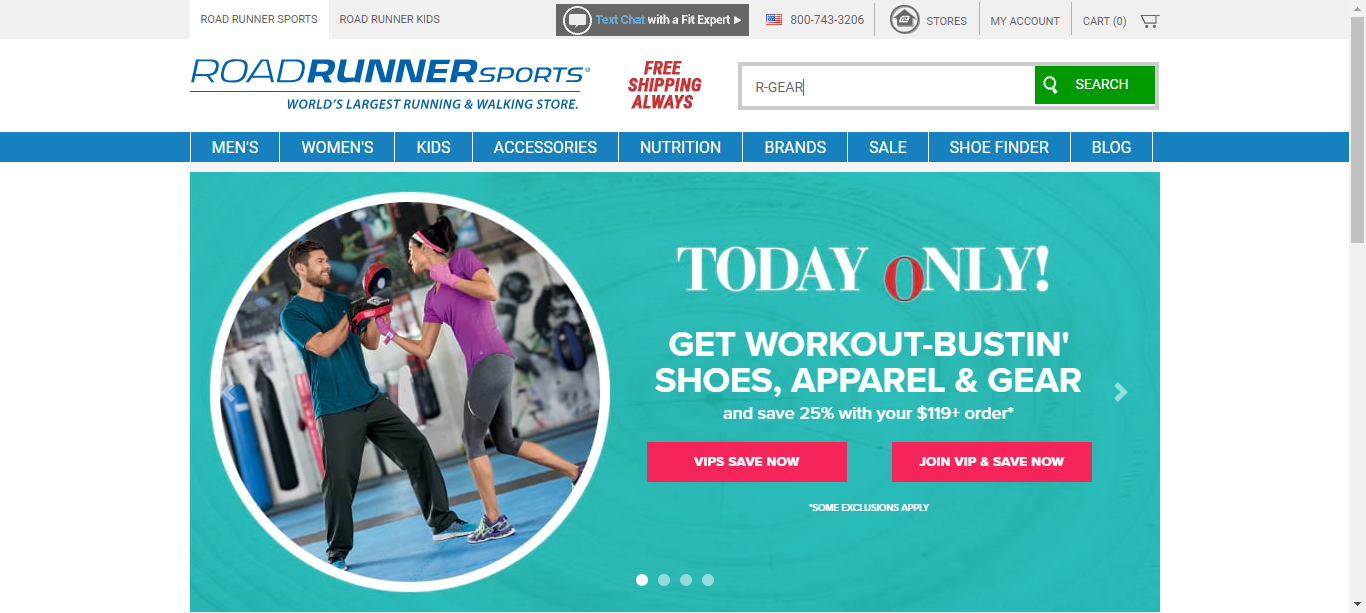 ROAD RUNNER SPORTS
ROAD RUNNER KIDS
Text Chat with a Fit Expert
800-743-3206
STORES
MY ACCOUNT
CART (0)
ROADRUNNERSPORTS®
WORLD'S LARGEST RUNNING & WALKING STORE.
FREE
SHIPPING
ALWAYS
R-GEAR
SEARCH
MEN'S
WOMEN'S
KIDS
ACCESSORIES
NUTRITION
BRANDS
SALE
SHOE FINDER
BLOG
TODAY ONLY!
GET WORKOUT-BUSTIN'
SHOES, APPAREL & GEAR
and save 25% with your $119+ order*
VIPS SAVE NOW
JOIN VIP & SAVE NOW
*SOME EXCLUSIONS APPLY